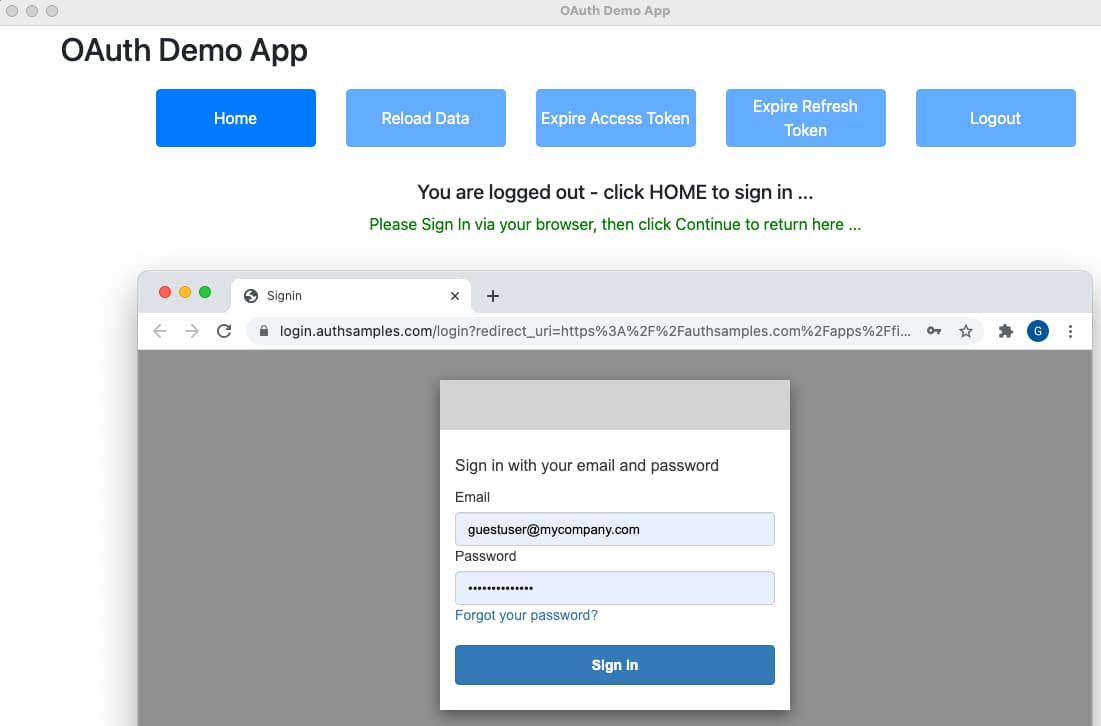 OAuth Demo App
OAuth Demo App
Home
Reload Data
Expire Access Token
Expire Refresh
Token
Logout
You are logged out - click HOME to sign in ...
Please Sign In via your browser, then click Continue to return here ...
Signin
login.authsamples.com/login?redirect_uri=https%3A%2F%2Fauthsamples.com%2Fapps%2Ffi...
G
Sign in with your email and password
Email
guestuser@mycompany.com
Password
••••••••••••••
Forgot your password?
Sign in